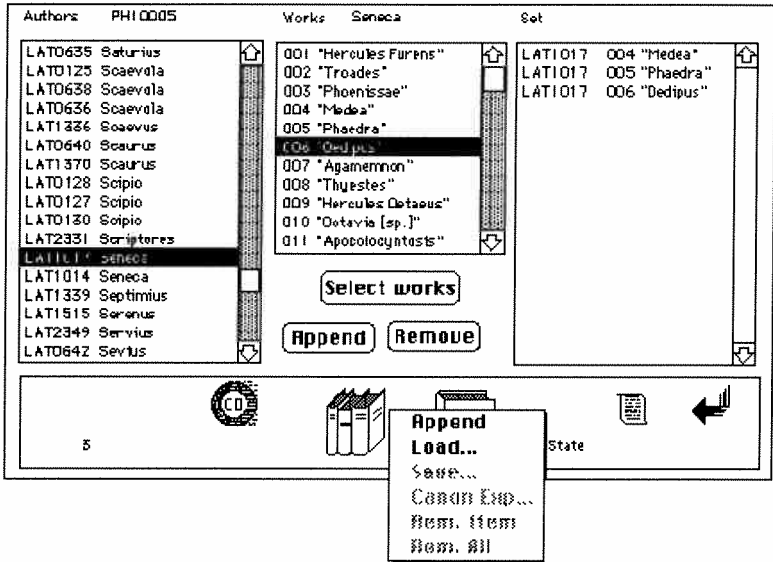 Authors PHI0005
LAT0635 Saturius
LAT0125 Scaevola
LAT0638 Scaevola
LAT0636 Scaevola
LAT1336 Scaevus
LAT0640 Scaurus
LAT1370 Scaurus
LAT0128 Scipio
LAT0127 Scipio
LAT0130 Scipio
LAT2331 Scriptores
LAT1017 Seneca
LAT1014 Seneca
LAT1339 Septimius
LAT1515 Serenus
LAT2349 Servius
LAT0642 Sevius
Works Seneca
001 "Hercules Furens"
002 "Troades"
003 "Phoenissae"
004 "Medea"
005 "Phaedra"
006 "Oedipus"
007 "Agamemnon"
008 "Thyestes"
009 "Hercules Oetaeus"
010 "Octavia [sp.]"
011 "Apocolocyntosis"
Select works
Append Remove
Set
LAT1017 004 "Medea"
LAT1017 005 "Phaedra"
LAT1017 006 "Oedipus"
CD
3
State
Append
Load...
Save...
Canon Exp...
Rem. Item
Rem. All